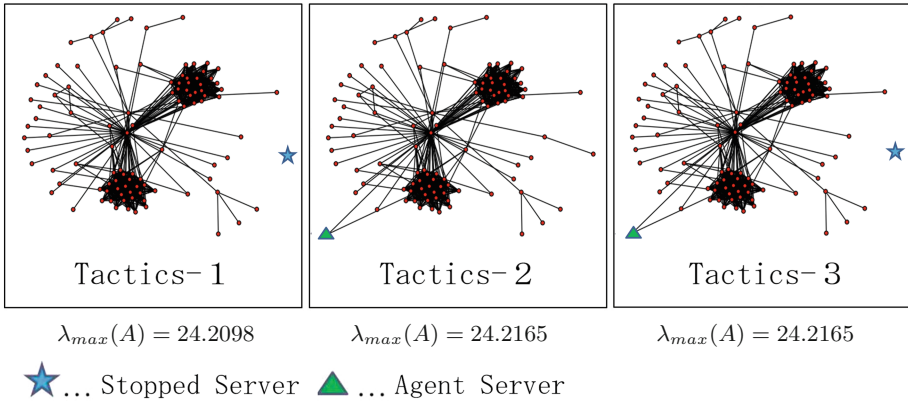 Tactics-1 Tactics-2 Tactics-3
λmax(A) = 24.2098 λmax(A) = 24.2165 λmax(A) = 24.2165
... Stopped Server ... Agent Server